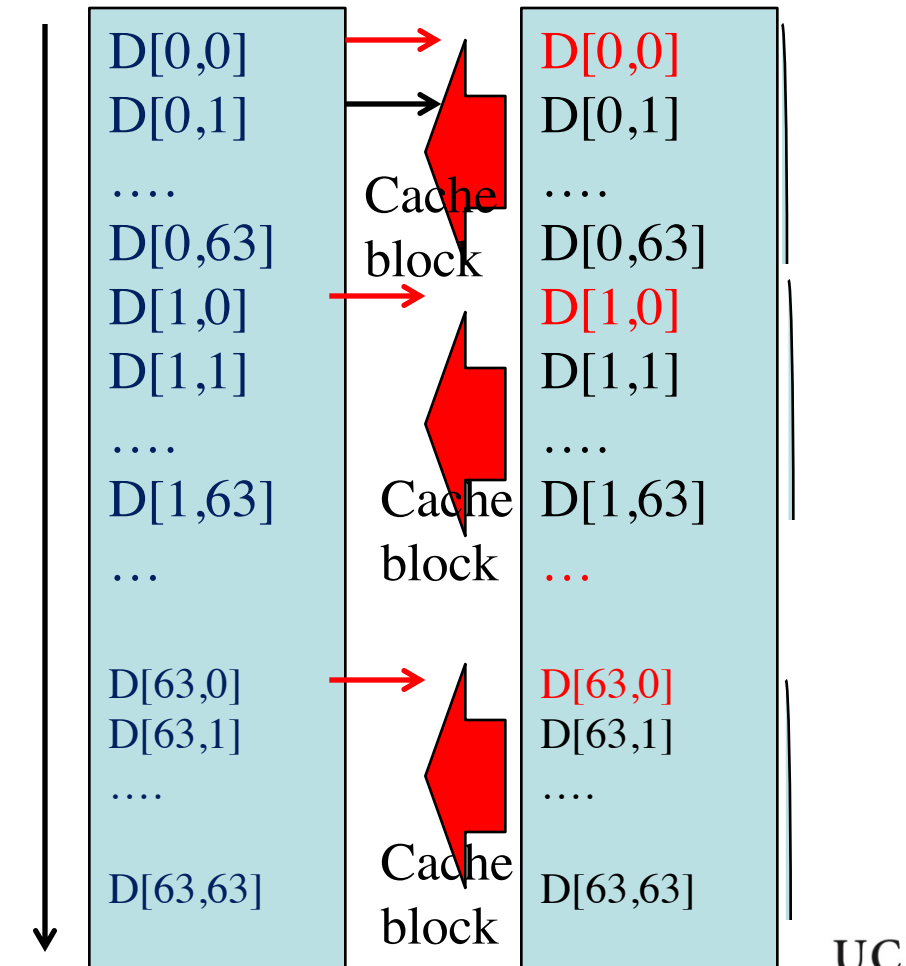 D[0,0]
D[0,1]
....
D[0,63]
D[1,0]
D[1,1]
....
D[1,63]
...
D[63,0]
D[63,1]
....
D[63,63]
Cache
block
Cache
block
Cache
block
D[0,0]
D[0,1]
....
D[0,63]
D[1,0]
D[1,1]
....
D[1,63]
...
D[63,0]
D[63,1]
....
D[63,63]
UC